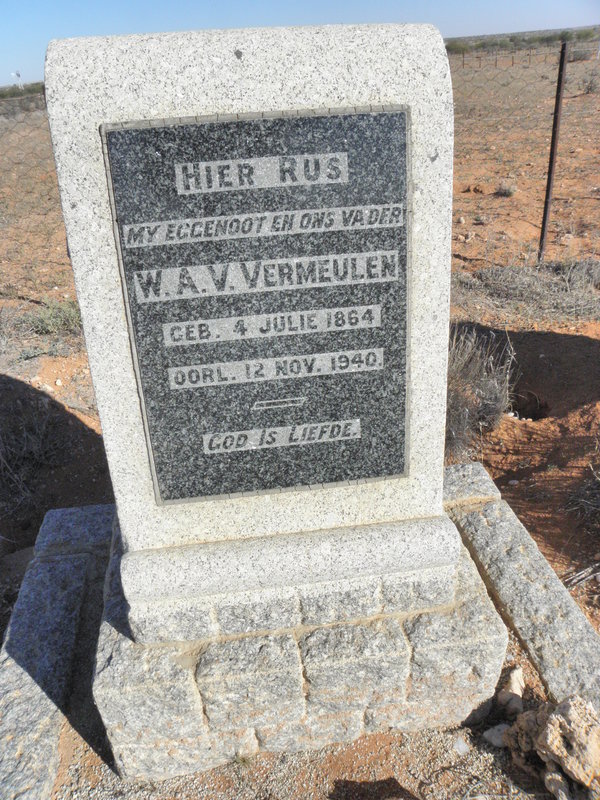 HIER RUS
MY EGGENOOT EN ONS VADER
W.A.V. VERMEULEN
GEB. 4 JULIE 1864
OORL. 12 NOV. 1940
GOD IS LIEFDE.